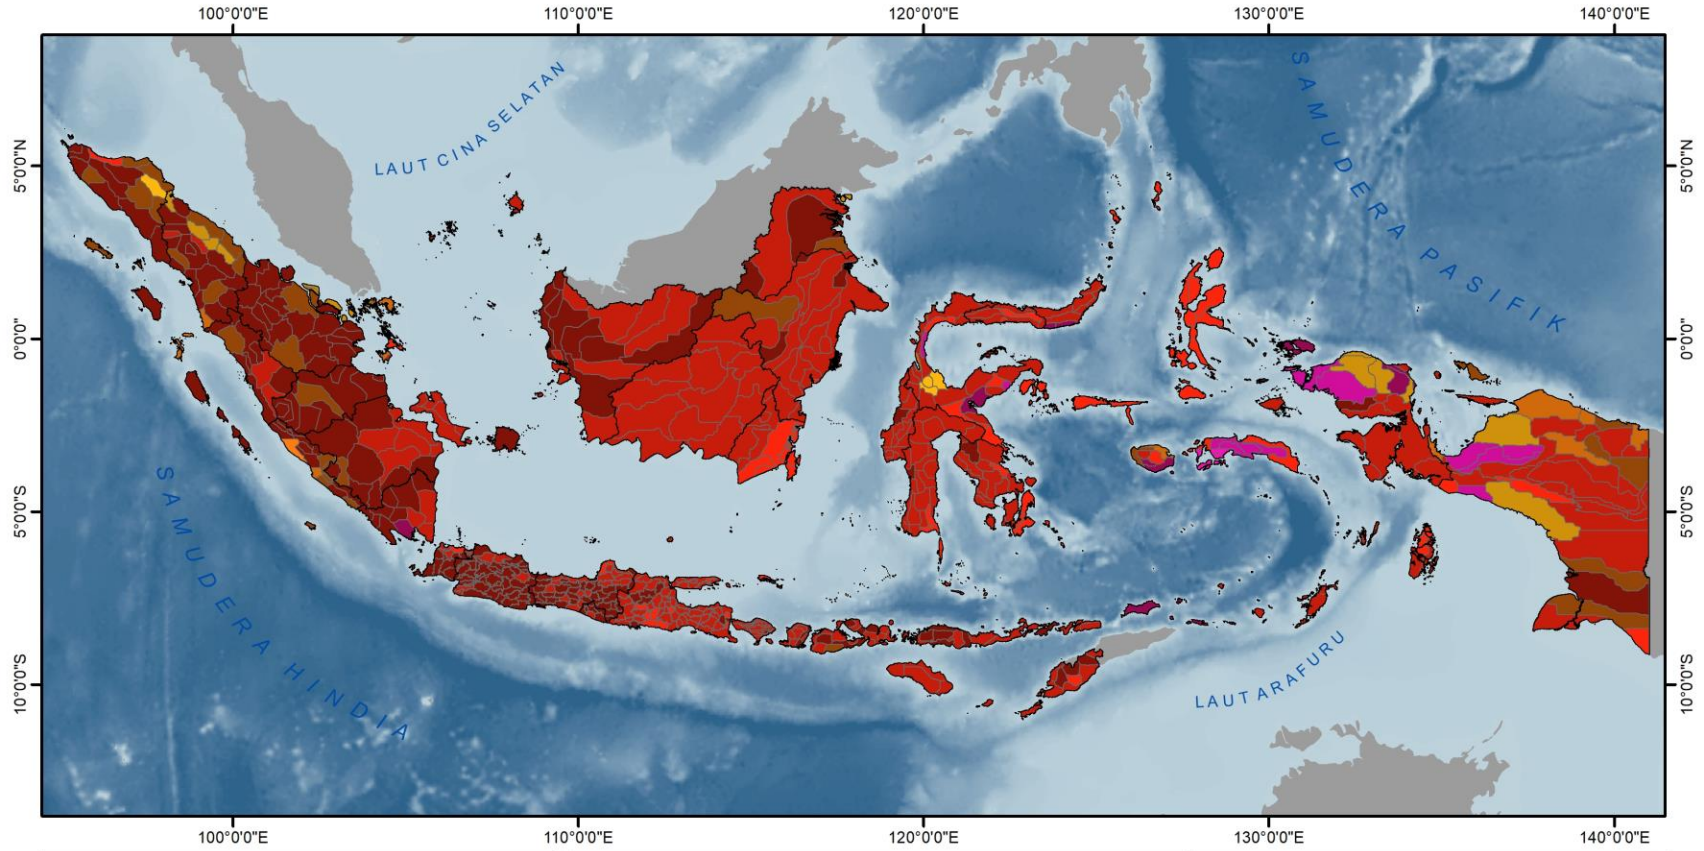 100°0'0"E 110°0'0"E 120°0'0"E 130°0'0"E 140°0'0"E
5°0'0"N 5°0'0"N
LAUT CINA SELATAN
SAMUDERA PASIFIK
0°0'0" 0°0'0"
SAMUDERA HINDIA
5°0'0"S 5°0'0"S
LAUT ARAFURU
10°0'0"S 10°0'0"S
100°0'0"E 110°0'0"E 120°0'0"E 130°0'0"E 140°0'0"E